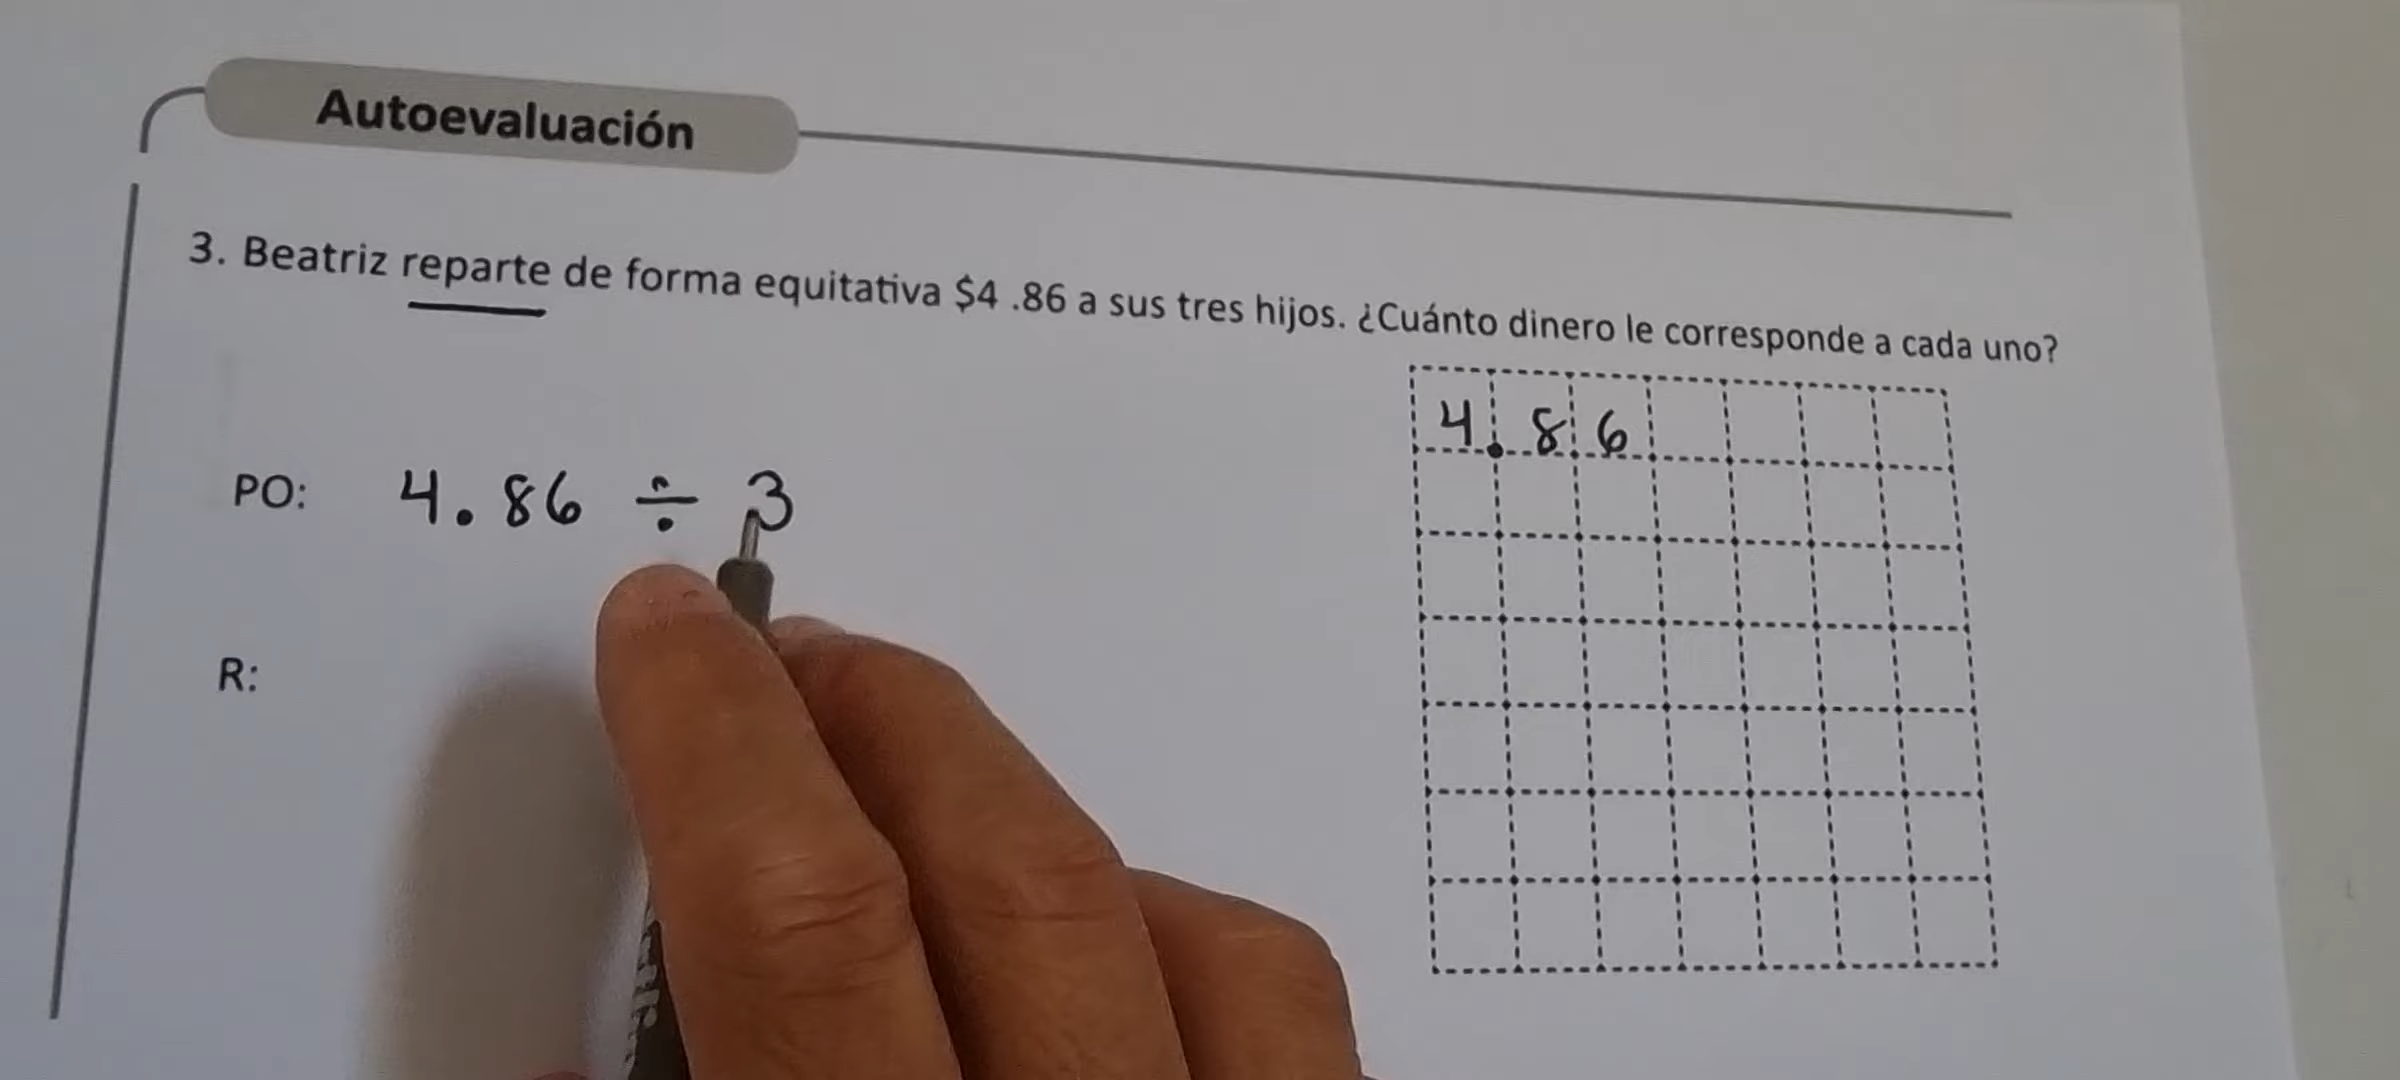 Autoevaluación
3. Beatriz reparte de forma equitativa $4 .86 a sus tres hijos. ¿Cuánto dinero le corresponde a cada uno?
4.86
PO: 4.86 ÷ 3
R: